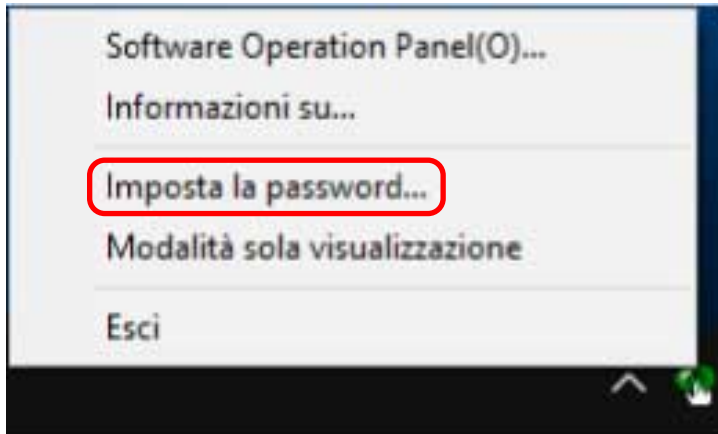 Software Operation Panel(O)...
Informazioni su...
Imposta la password...
Modalità sola visualizzazione
Esci